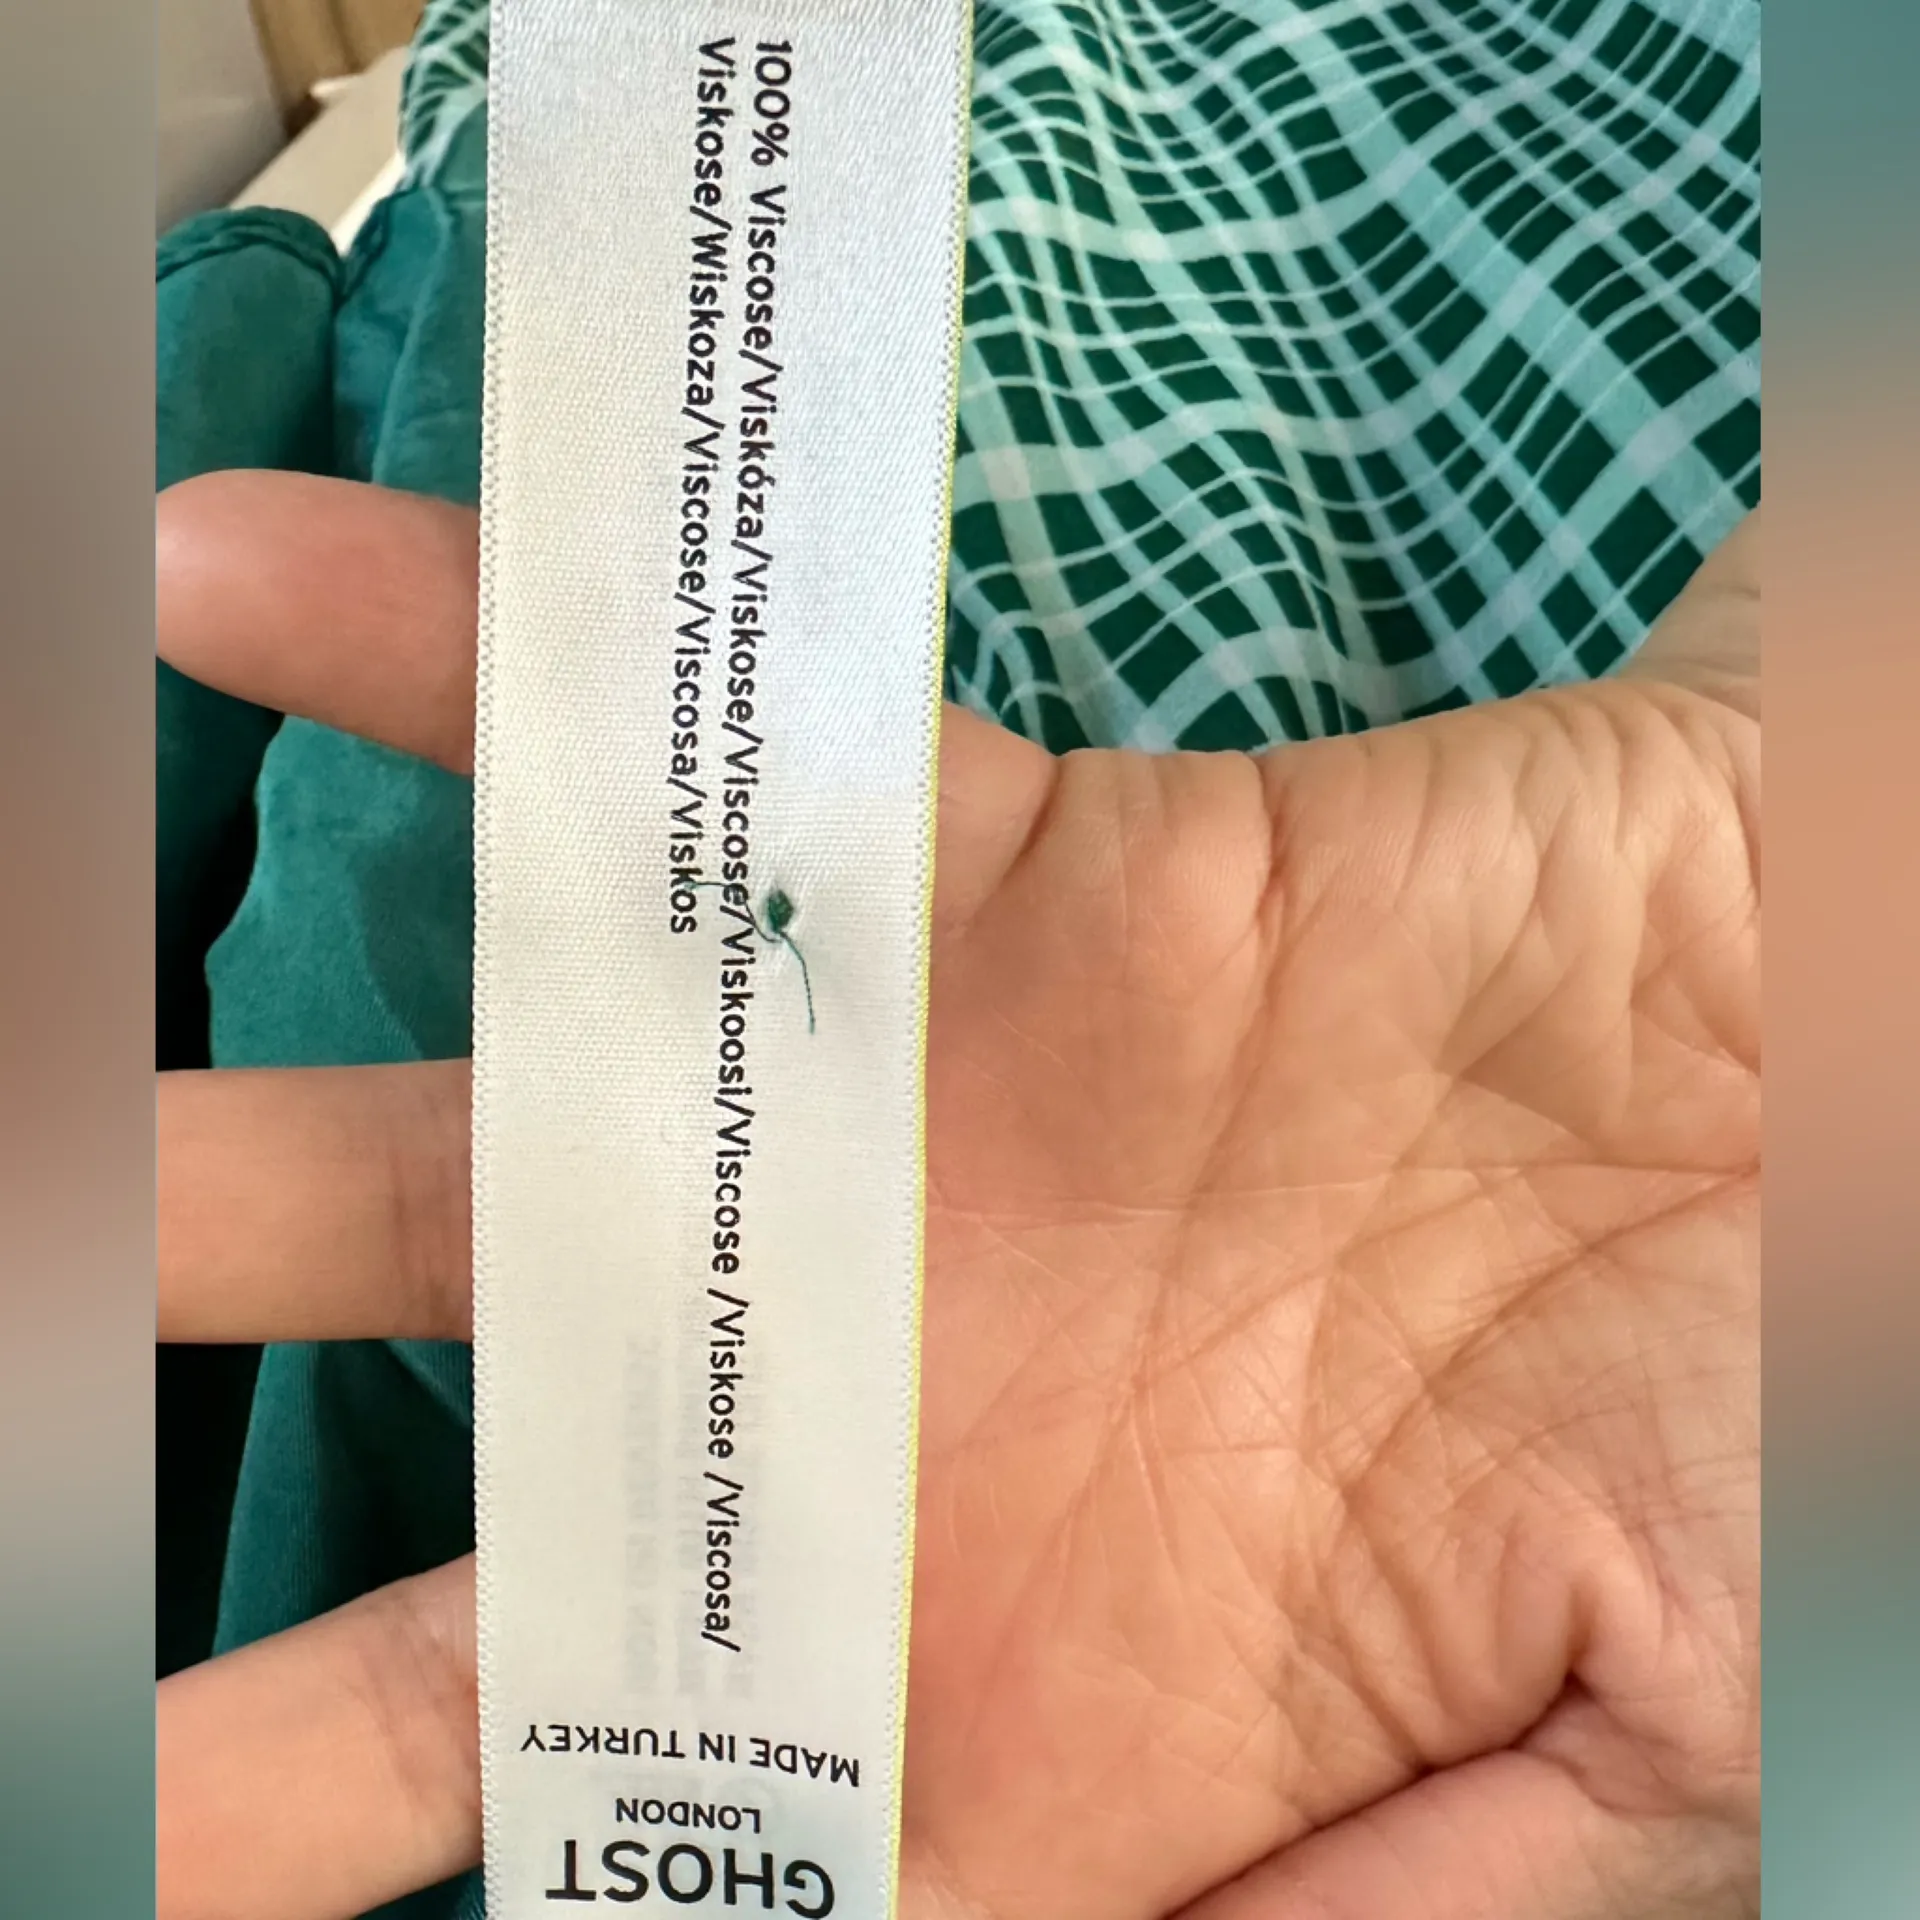 GHOST
LONDON
MADE IN TURKEY
100% Viscose/Viskóza/Viskose/Viscose/Viskoosi/Viscose /Viskose /Viscosa/
Viskose/Wiskoza/Viscose/Viscosa/Viskos